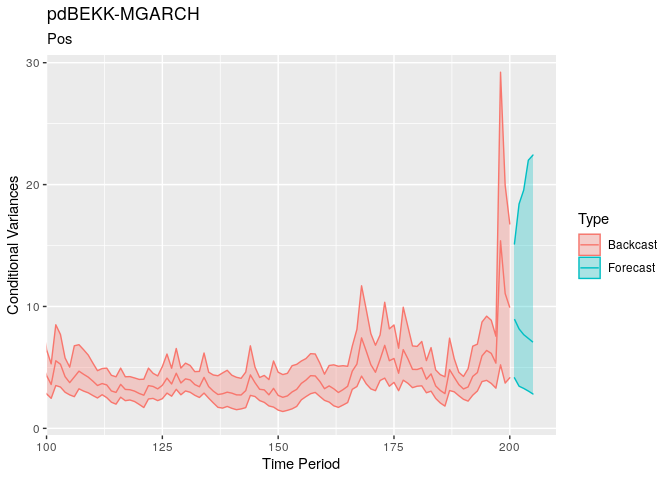 pdBEKK-MGARCH
Pos
30
20
10
0
Conditional Variances
100
125
150
175
200
Time Period
Type
Backcast
Forecast